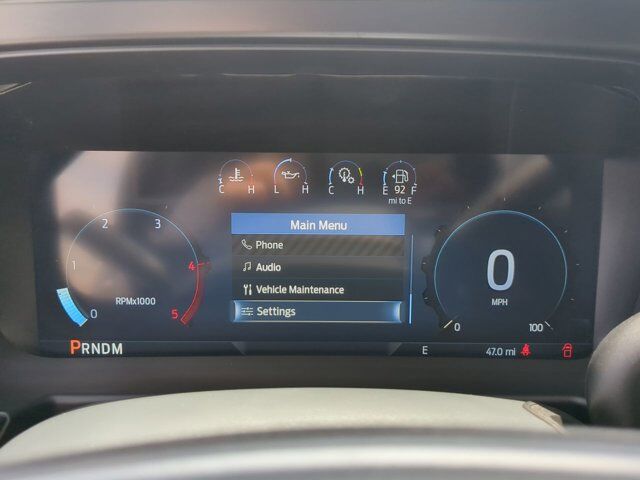 C H L H C H E 92 F
mi to E
Main Menu
Phone
Audio
Vehicle Maintenance
Settings
0 1 2 3 4 5
RPMx1000
0
MPH
0 100
PRNDM E 47.0 mi